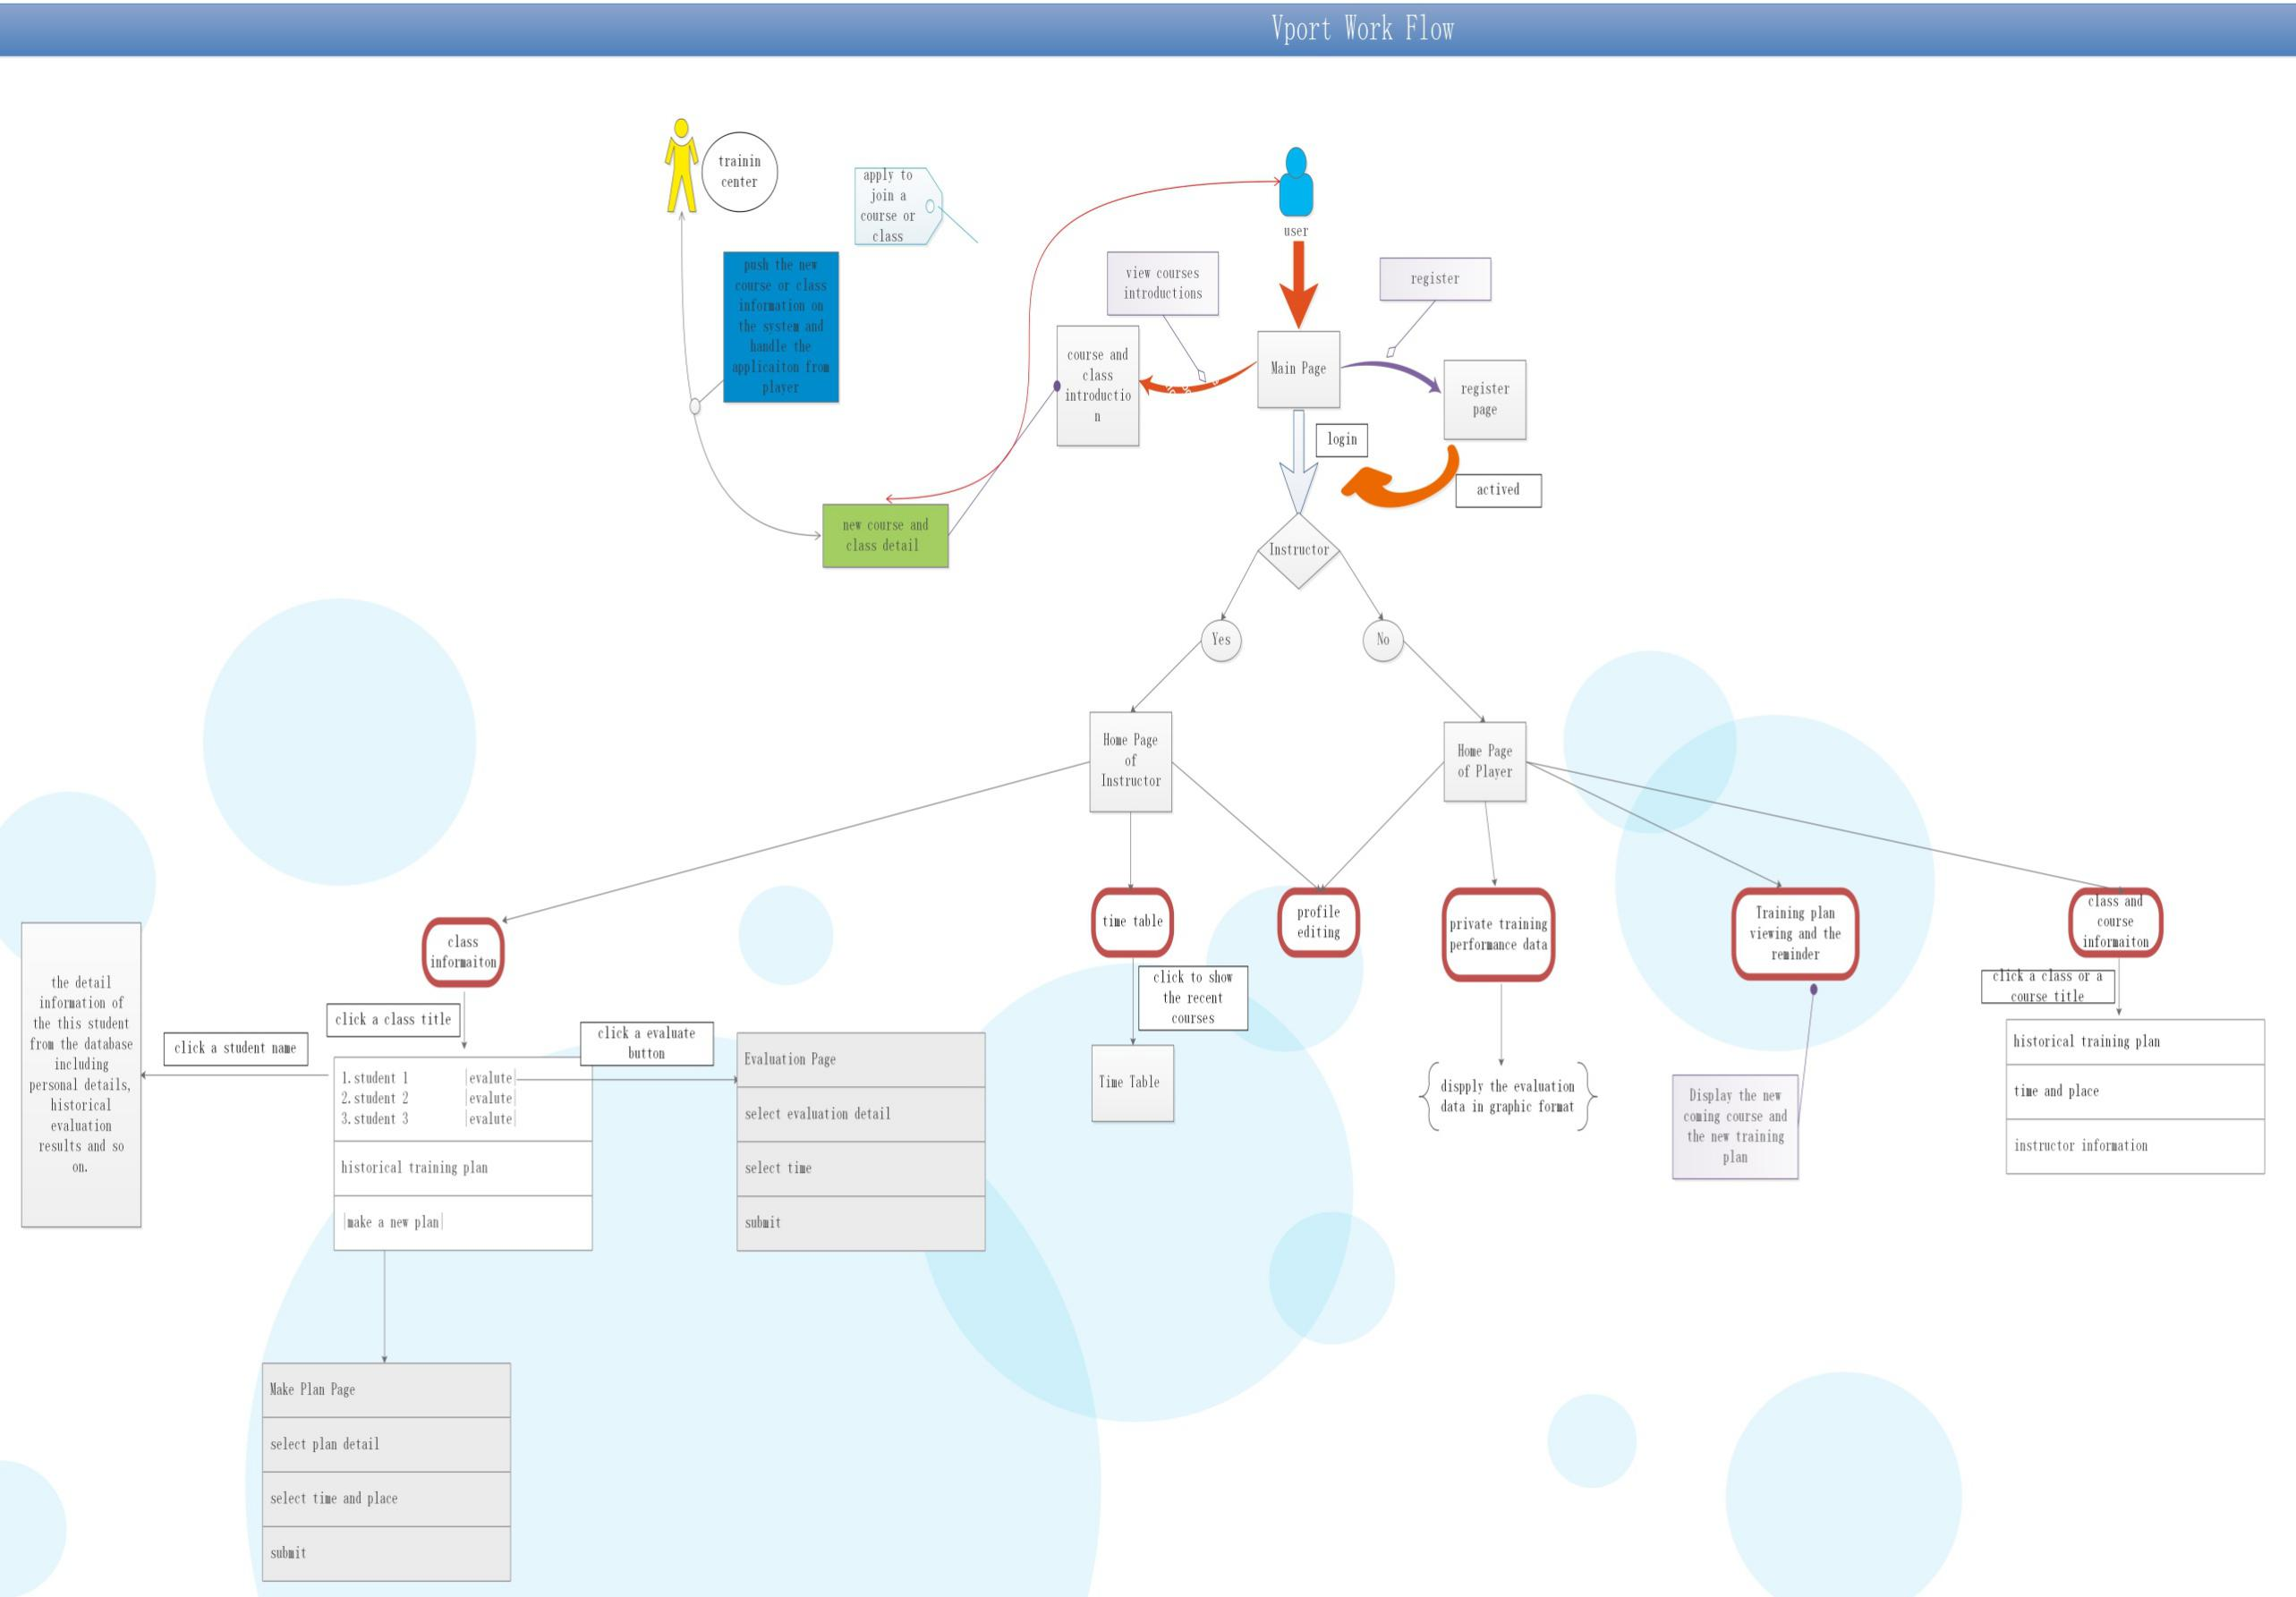 Vport Work Flow
trainin
center
apply to
join a
course or
class
user
push the new
course or class
information on
the system and
handle the
applicaiton from
player
view courses
introductions
register
course and
class
introductio
n
Main Page
register
page
login
actived
new course and
class detail
Instructor
Yes
No
Home Page
of
Instructor
Home Page
of Player
class
informaiton
time table
profile
editing
private training
performance data
Training plan
viewing and the
reminder
class and
course
informaiton
the detail
information of
the this student
from the database
including
personal details,
historical
evaluation
results and so
on.
click a student name
click a class title
click a evaluate
button
click to show
the recent
courses
click a class or a
course title
1.student 1 |evalute|
2.student 2 |evalute|
3.student 3 |evalute|
historical training plan
|make a new plan|
Evaluation Page
select evaluation detail
select time
submit
Time Table
dispply the evaluation
data in graphic format
Display the new
coming course and
the new training
plan
historical training plan
time and place
instructor information
Make Plan Page
select plan detail
select time and place
submit